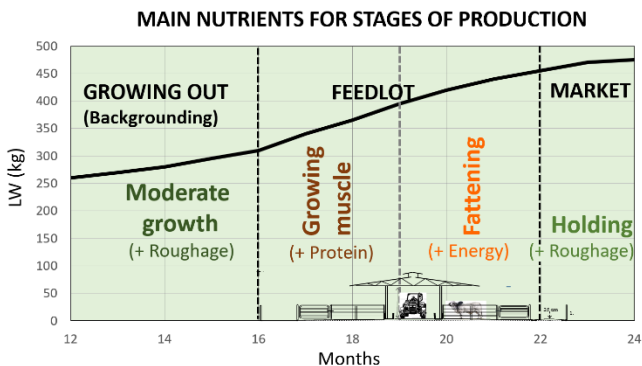 MAIN NUTRIENTS FOR STAGES OF PRODUCTION
500
450
400
350
300
250
200
150
100
50
0
LW (kg)
GROWING OUT
(Backgrounding)
FEEDLOT
MARKET
Moderate
growth
(+ Roughage)
Growing
muscle
(+ Protein)
Fattening
(+ Energy)
Holding
(+ Roughage)
12
14
16
18
20
22
24
Months